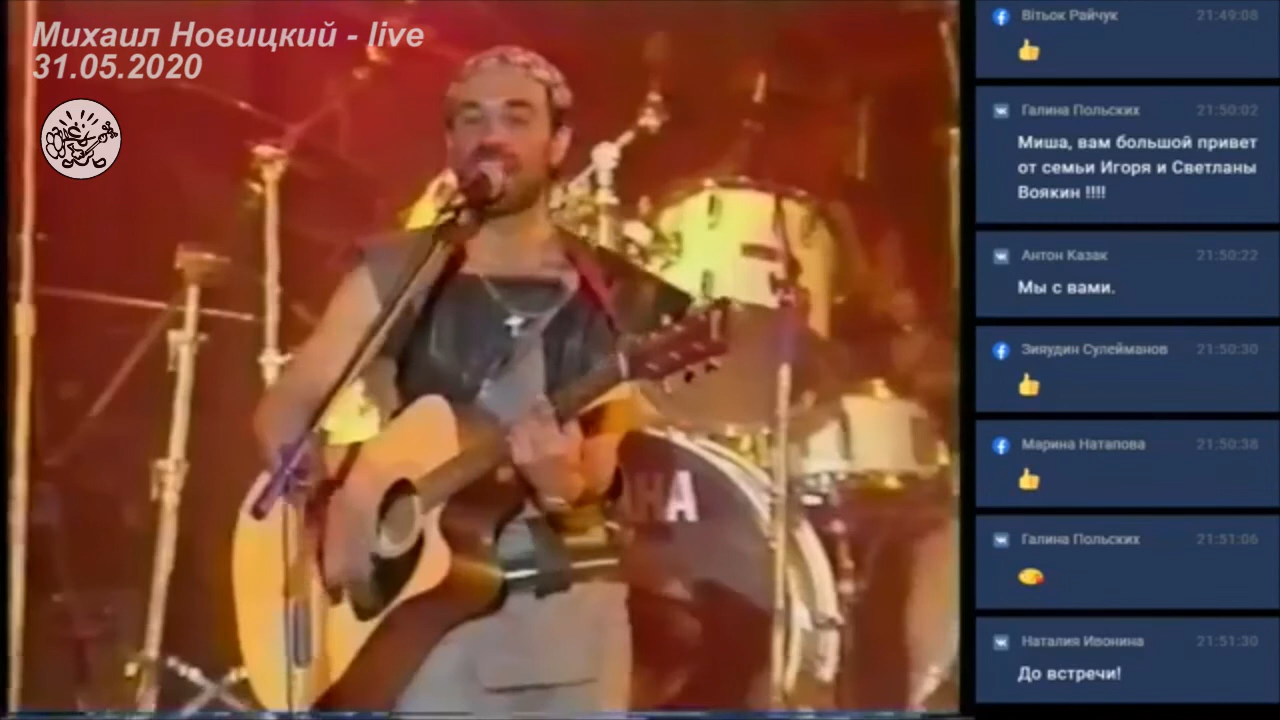 Михаил Новицкий - live
31.05.2020
AHA
Вітьок Райчук 21:49:08
Галина Польских 21:50:02
Миша, вам большой привет
от семьи Игоря и Светланы
Воякин !!!!
Антон Казак 21:50:22
Мы с вами.
Зияудин Сулейманов 21:50:30
Марина Натапова 21:50:38
Галина Польских 21:51:06
Наталия Ивонина 21:51:30
До встречи!